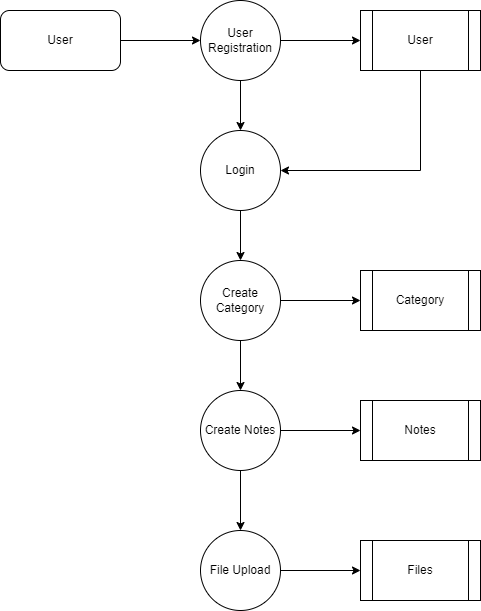 User
User
Registration
User
Login
Create
Category
Category
Create Notes
Notes
File Upload
Files